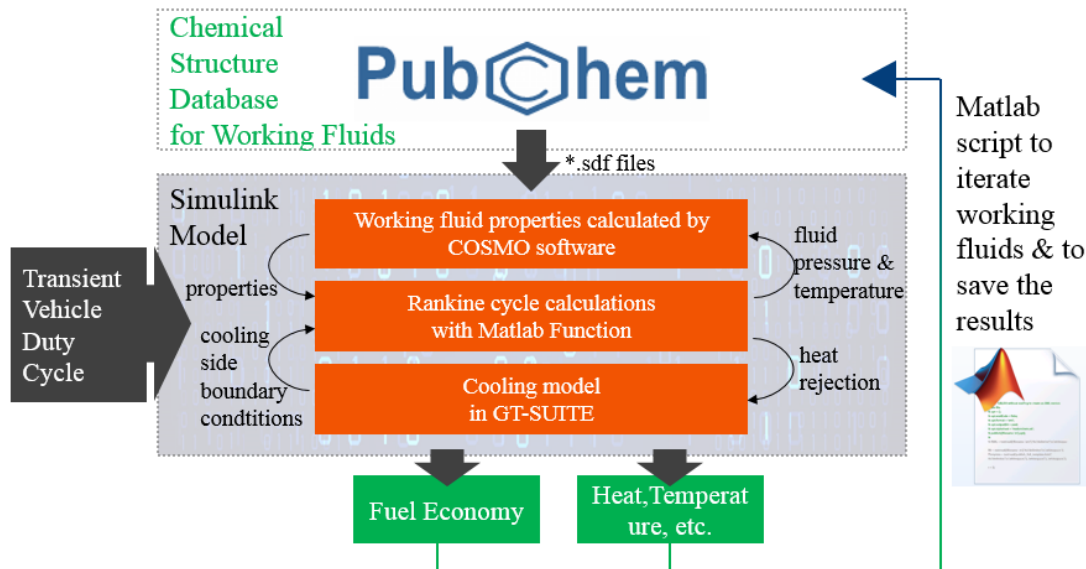 Chemical
Structure
Database
for Working Fluids
PubChem
*.sdf files
Matlab
script to
iterate
working
fluids & to
save the
results
Simulink
Model
Working fluid properties calculated by
COSMO software
fluid
pressure &
temperature
Transient
Vehicle
Duty
Cycle
properties
Rankine cycle calculations
with Matlab Function
cooling
side
boundary
condtitions
heat
rejection
Cooling model
in GT-SUITE
Fuel Economy
Heat,Temperat
ure, etc.